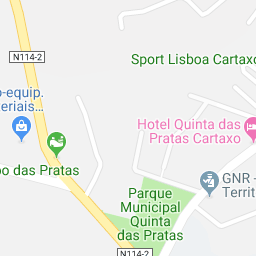 N114-2
Sport Lisboa Cartaxo
o-equip.
teriais...
Hotel Quinta das
Pratas Cartaxo
o das Pratas
GNR -
Territ
Parque
Municipal
Quinta
das Pratas
N114-2